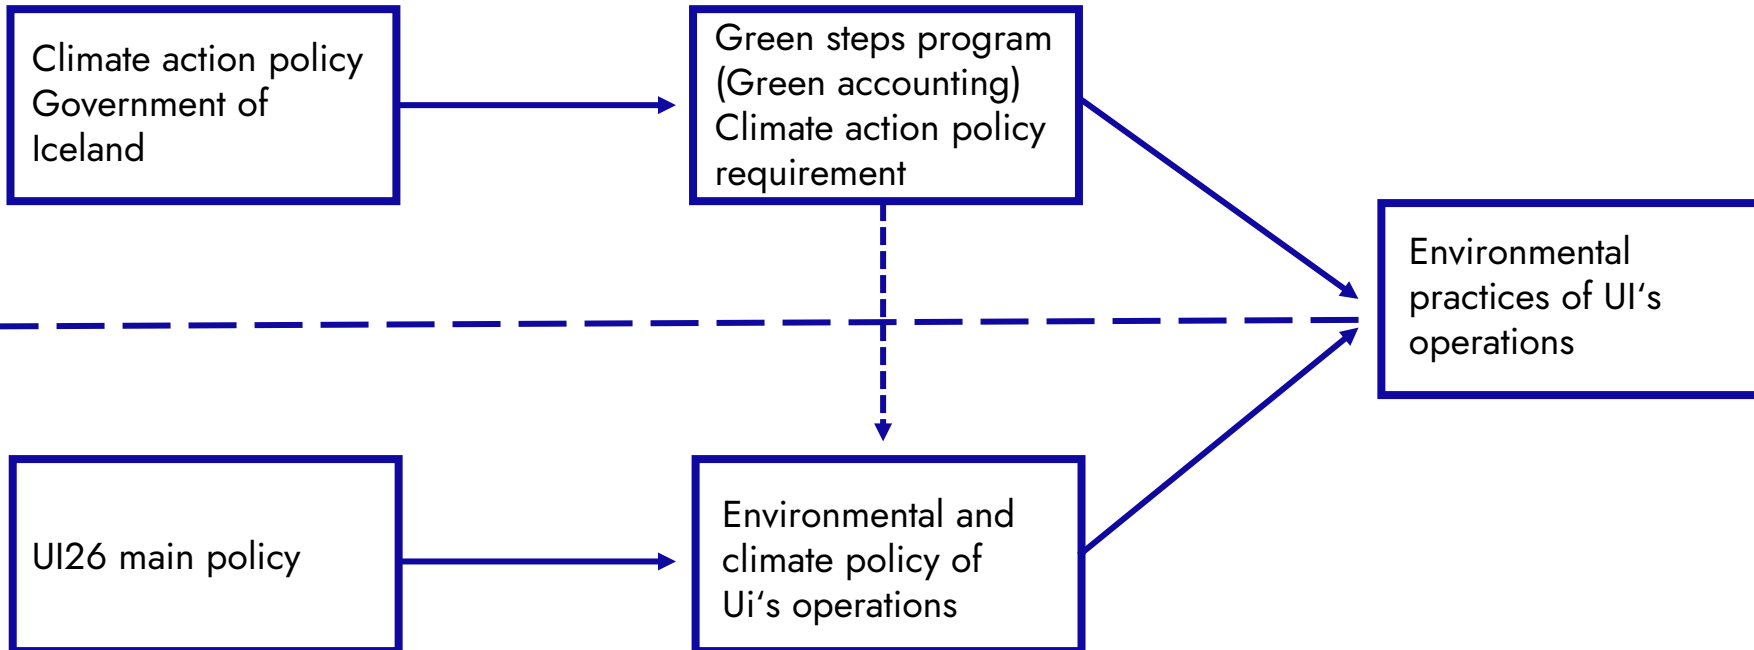 Climate action policy
Government of
Iceland
Green steps program
(Green accounting)
Climate action policy
requirement
Environmental
practices of UI‘s
operations
UI26 main policy
Environmental and
climate policy of
Ui‘s operations